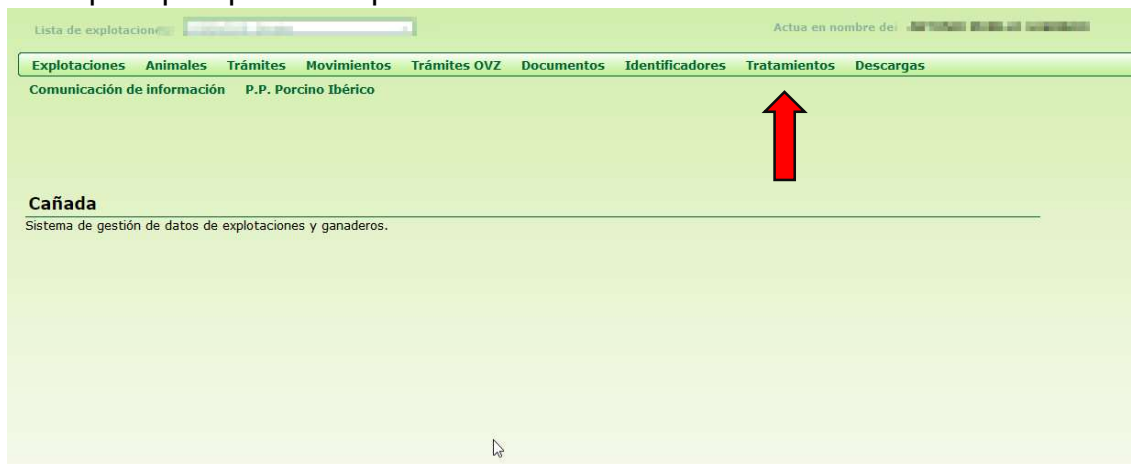 Lista de explotaciones
Actua en nombre de:
Explotaciones Animales Trámites Movimientos Trámites OVZ Documentos Identificadores Tratamientos Descargas
Comunicación de información P.P. Porcino Ibérico
Cañada
Sistema de gestión de datos de explotaciones y ganaderos.